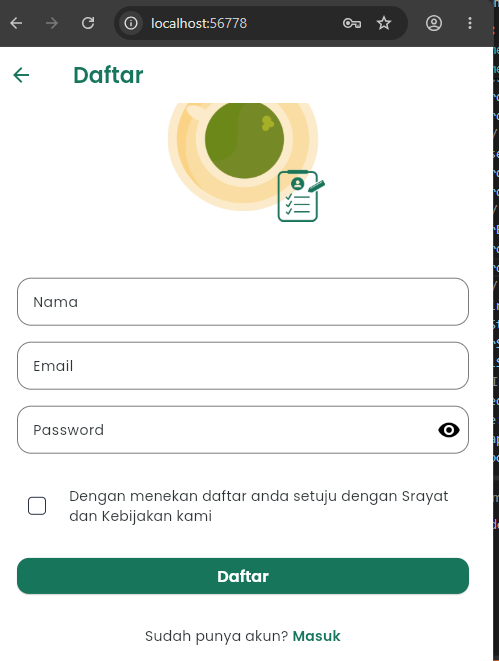 localhost:56778
Daftar
Nama
Email
Password
Dengan menekan daftar anda setuju dengan Srayat
dan Kebijakan kami
Daftar
Sudah punya akun? Masuk